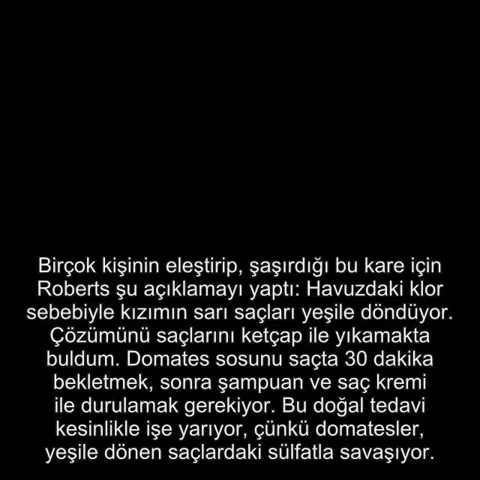 Birçok kişinin eleştirip, şaşırdığı bu kare için
Roberts şu açıklamayı yaptı: Havuzdaki klor
sebebiyle kızımın sarı saçları yeşile döndüyor.
Çözümünü saçlarını ketçap ile yıkamakta
buldum. Domates sosunu saçta 30 dakika
bekletmek, sonra şampuan ve saç kremi
ile durulamak gerekiyor. Bu doğal tedavi
kesinlikle işe yarıyor, çünkü domatesler,
yeşile dönen saçlardaki sülfatla savaşıyor.